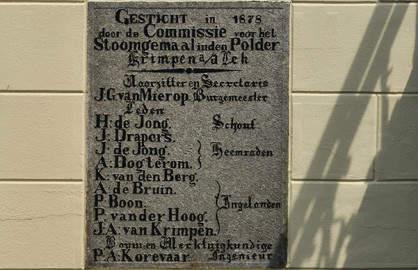 GESTICHT in 1878
door de Commissie voor het
Stoomgemaal in den Polder
Krimpen a/d Lek
Voorzitter en Secretaris
J.G. van Mierop. Burgemeester
Leden
H: de Jong. Schout
J: Drapers.
J: de Jong. Heemraden
A: Oogterom.
K: van den Berg.
A: de Bruin.
P: Boon. Ingelanden
P. van der Hoog.
J.A: van Krimpen.
Bouw en Werktuigkundige
P.A. Korevaar Ingenieur